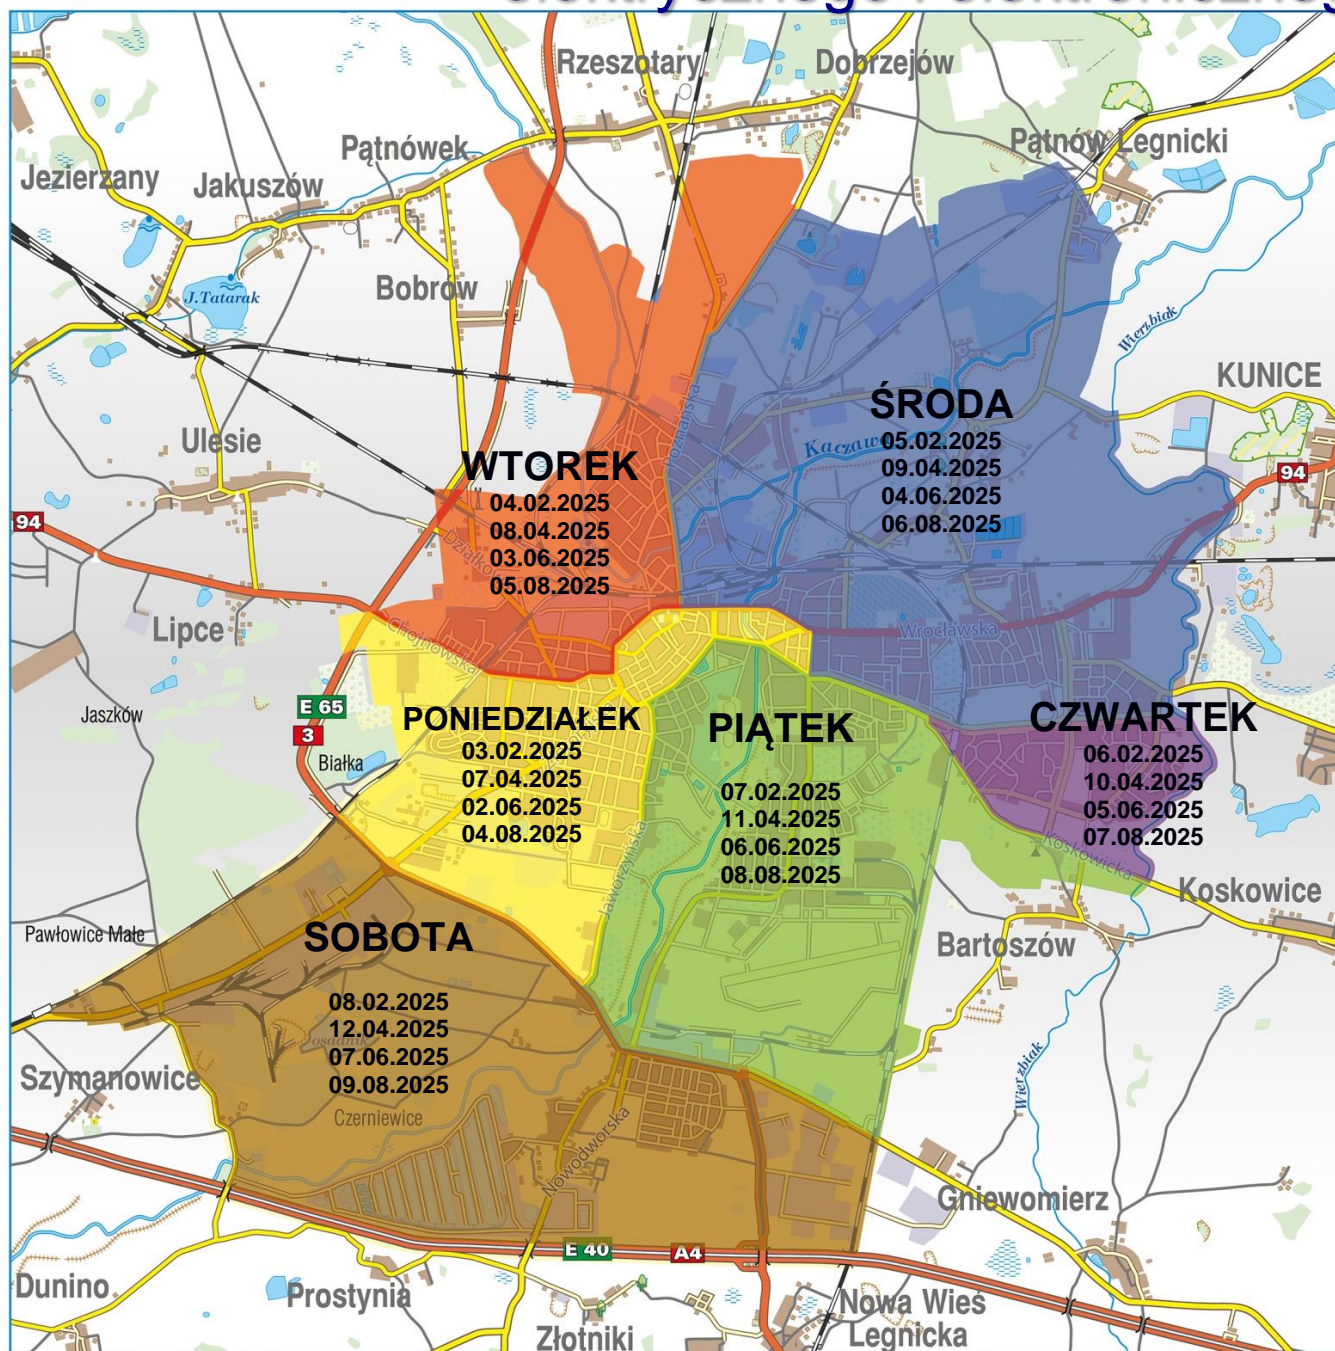 elektrycznego i elektroniczneg
Rzeszotary
Dobrzejów
Pątnówek
Pątnów Legnicki
Jezierzany
Jakuszów
Bobrów
J.Tatarak
Wierzbiak
KUNICE
ŚRODA
Kaczawa
05.02.2025
09.04.2025
04.06.2025
06.08.2025
Poznańska
Ulesie
WTOREK
04.02.2025
08.04.2025
03.06.2025
05.08.2025
94
94
Lipce
Chojnowska
Wrocławska
E 65
3
Jaszków
Białka
PONIEDZIAŁEK
03.02.2025
07.04.2025
02.06.2025
04.08.2025
PIĄTEK
07.02.2025
11.04.2025
06.06.2025
08.08.2025
CZWARTEK
06.02.2025
10.04.2025
05.06.2025
07.08.2025
Jaworzyńska
Koskowicka
Koskowice
Pawłowice Małe
SOBOTA
08.02.2025
12.04.2025
07.06.2025
09.08.2025
osadnik
Bartoszów
Szymanowice
Czerniewice
Wierzbiak
Nowodworska
Gniewomierz
E 40
A4
Dunino
Prostynia
Złotniki
Nowa Wieś
Legnicka